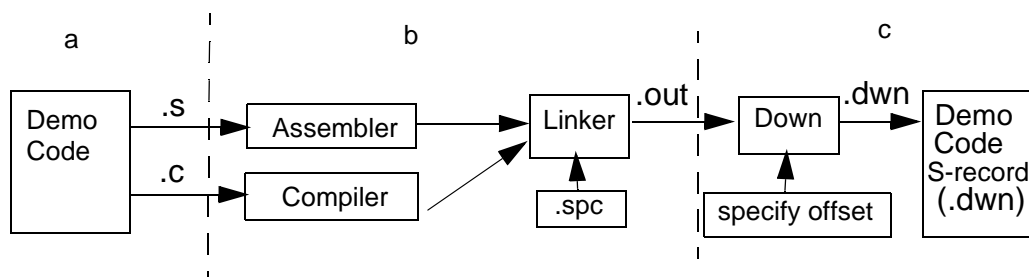 a
b
c
Demo
Code
.s
.c
Assembler
Compiler
Linker
.spc
.out
Down
specify offset
.dwn
Demo
Code
S-record
(.dwn)